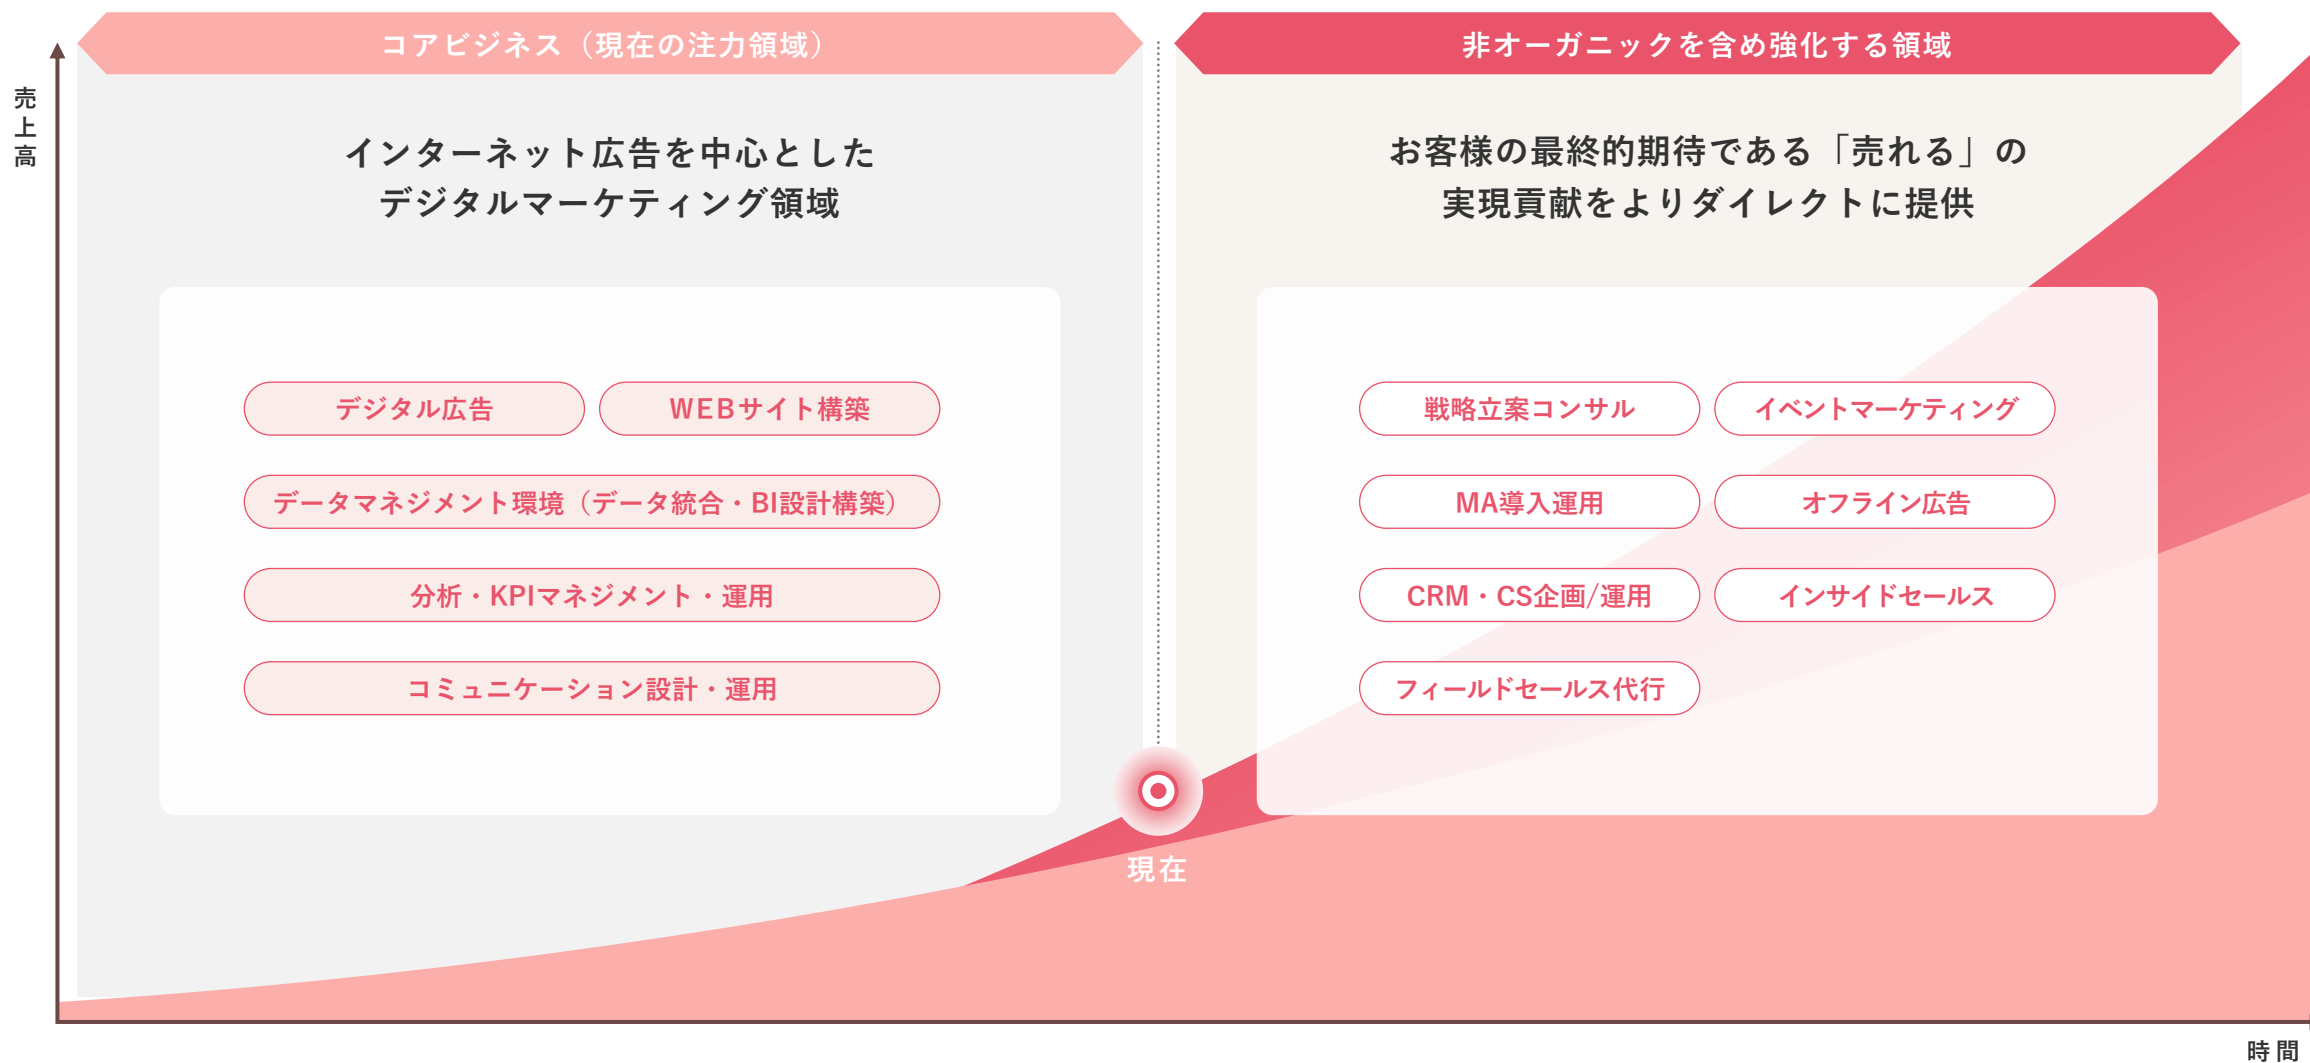 コアビジネス（現在の注力領域）
非オーガニックを含め強化する領域
売上高
インターネット広告を中心とした
デジタルマーケティング領域
お客様の最終的期待である「売れる」の
実現貢献をよりダイレクトに提供
デジタル広告
WEBサイト構築
データマネジメント環境（データ統合・BI設計構築）
分析・KPIマネジメント・運用
コミュニケーション設計・運用
戦略立案コンサル
イベントマーケティング
MA導入運用
オフライン広告
CRM・CS企画/運用
インサイドセールス
フィールドセールス代行
現在
時間